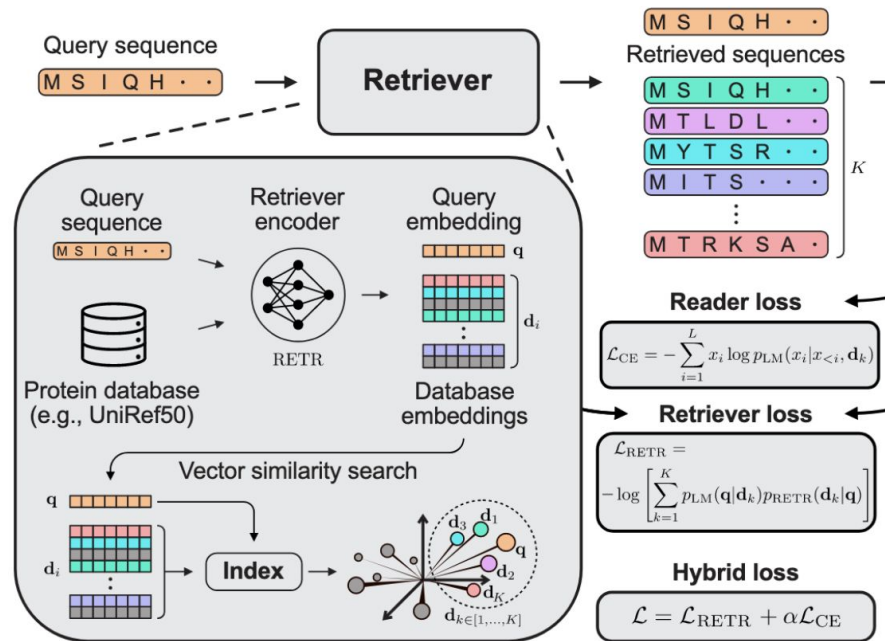 Query sequence
M S I Q H · ·
Retriever
M S I Q H · ·
Retrieved sequences
M S I Q H · ·
M T L D L · ·
M Y T S R · ·
M I T S · · ·
⋮
M T R K S A ·
K
Query
sequence
M S I Q H · ·
Retriever
encoder
RETR
Query
embedding
q
d_i
⋮
Protein database
(e.g., UniRef50)
Database
embeddings
Vector similarity search
q
d_i
⋮
Index
d_3
d_1
q
d_2
d_K
d_{k∈[1,...,K]}
Reader loss
ℒ_CE = − ∑_{i=1}^{L} x_i log p_LM(x_i|x_{<i}, d_k)
Retriever loss
ℒ_RETR =
−log [ ∑_{k=1}^{K} p_LM(q|d_k) p_RETR(d_k|q) ]
Hybrid loss
ℒ = ℒ_RETR + αℒ_CE